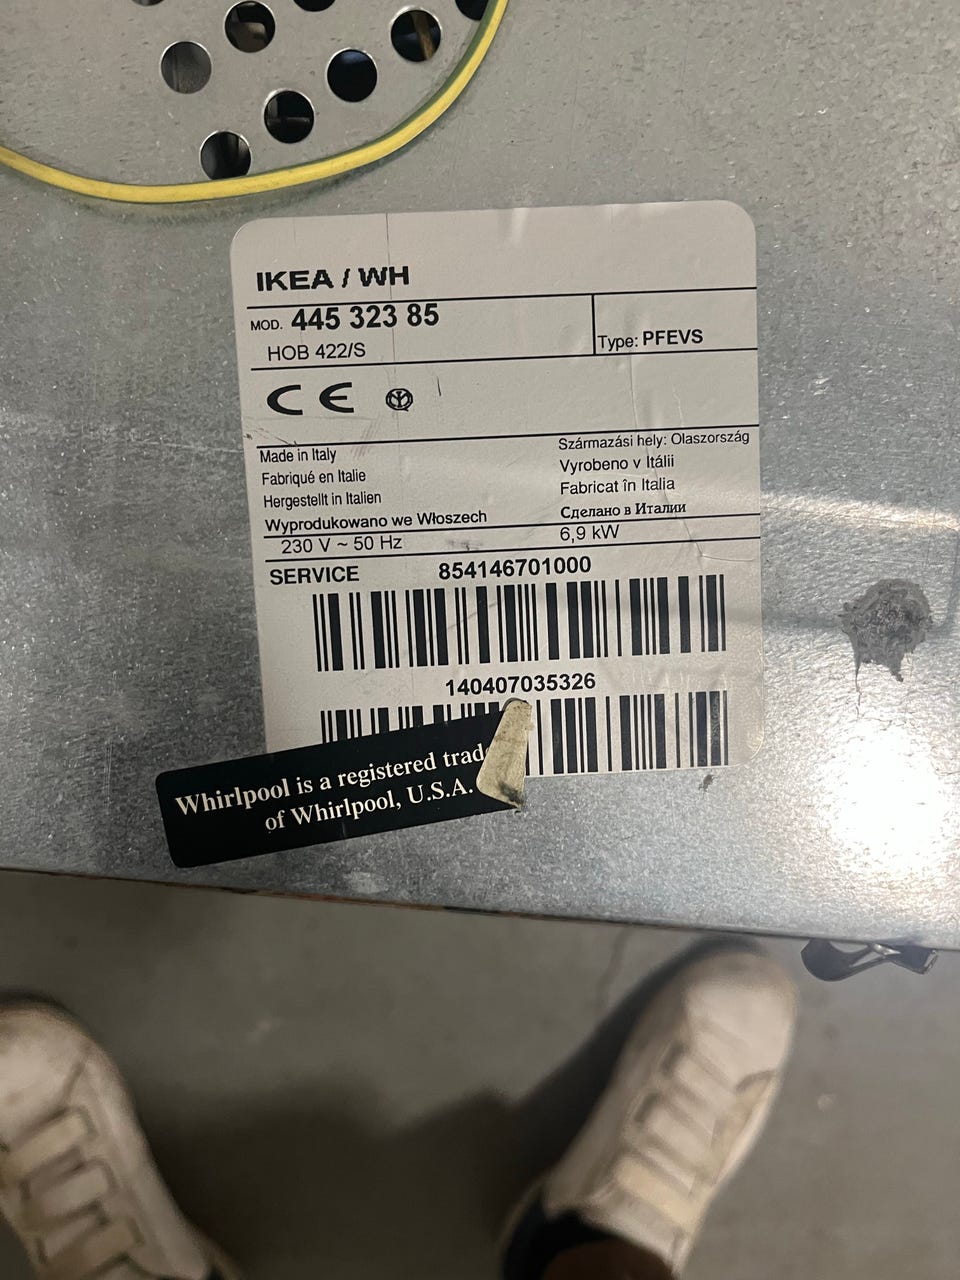 IKEA / WH
MOD. 445 323 85
HOB 422/S
Type: PFEVS
CE
Made in Italy
Fabriqué en Italie
Hergestellt in Italien
Wyprodukowano we Włoszech
Származási hely: Olaszország
Vyrobeno v Itálii
Fabricat în Italia
Сделано в Италии
230 V ~ 50 Hz
6,9 kW
SERVICE 854146701000
140407035326
Whirlpool is a registered
of Whirlpool, U.S.A.